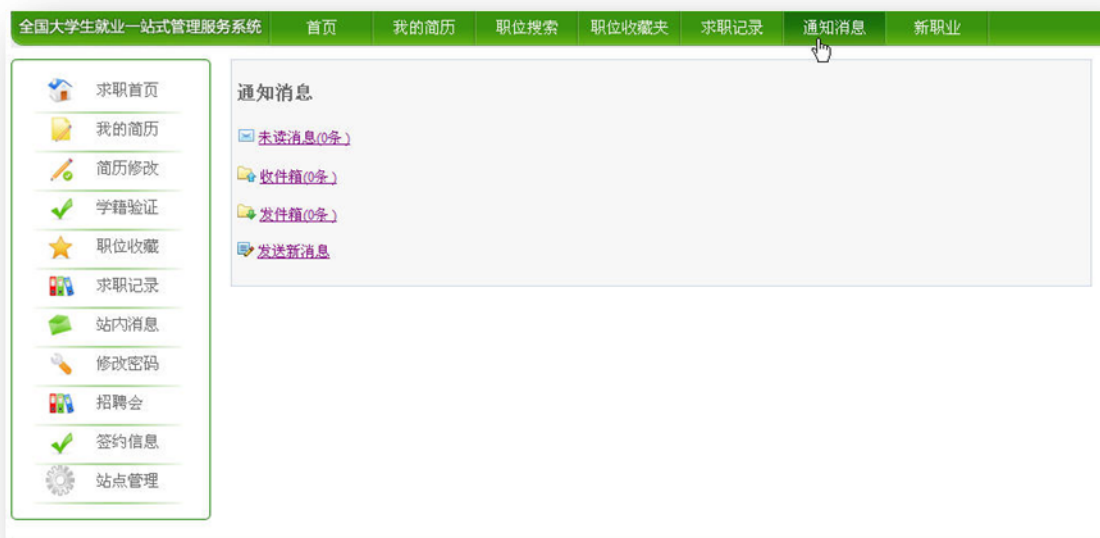 全国大学生就业一站式管理服务系统 首页 我的简历 职位搜索 职位收藏夹 求职记录 通知消息 新职业
求职首页
我的简历
简历修改
学籍验证
职位收藏
求职记录
站内消息
修改密码
招聘会
签约信息
站点管理
通知消息
未读消息(0条)
收件箱(0条)
发件箱(0条)
发送新消息